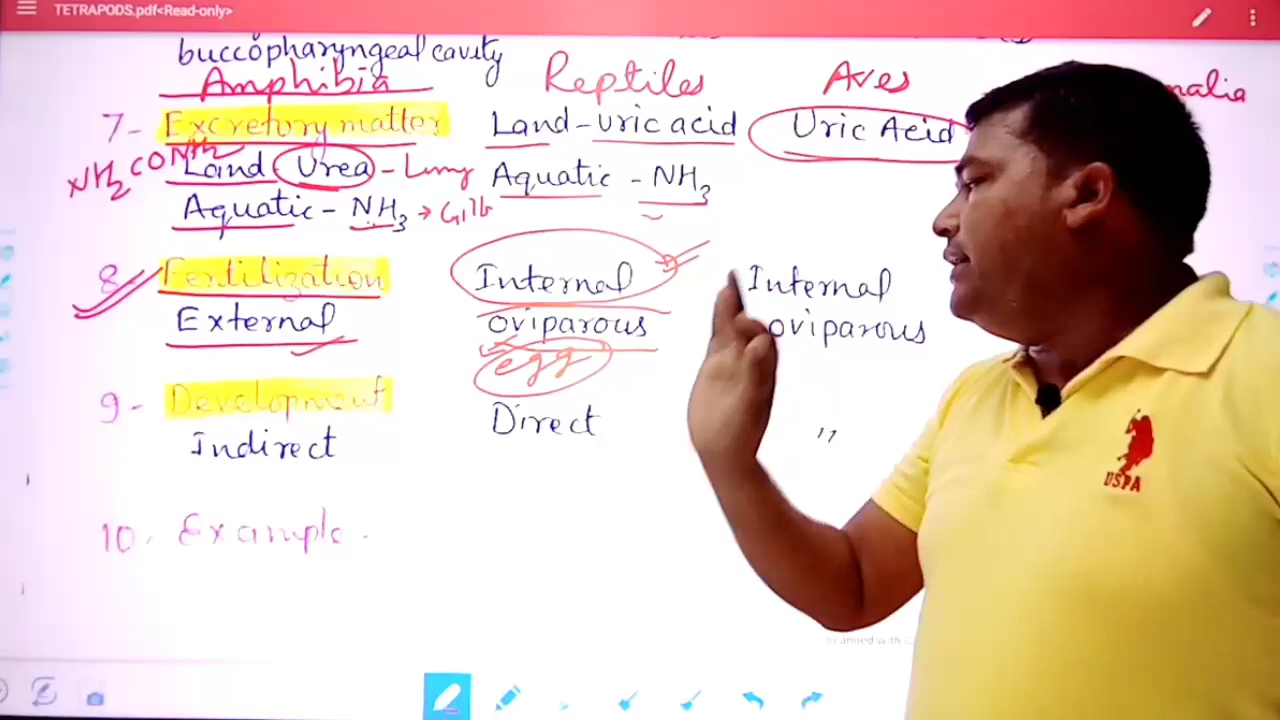 TETRAPODS.pdf<Read-only>
buccopharyngeal cavity
Amphibia Reptiles Aves malia
7- Excretory matter Land-uric acid Uric Acid
NH2CONH2
Land Urea - Lung Aquatic - NH3
Aquatic - NH3 →
8- Fertilization Internal Internal
External oviparous oviparous
egg
9- Development Direct "
Indirect
10. Example.
USPA